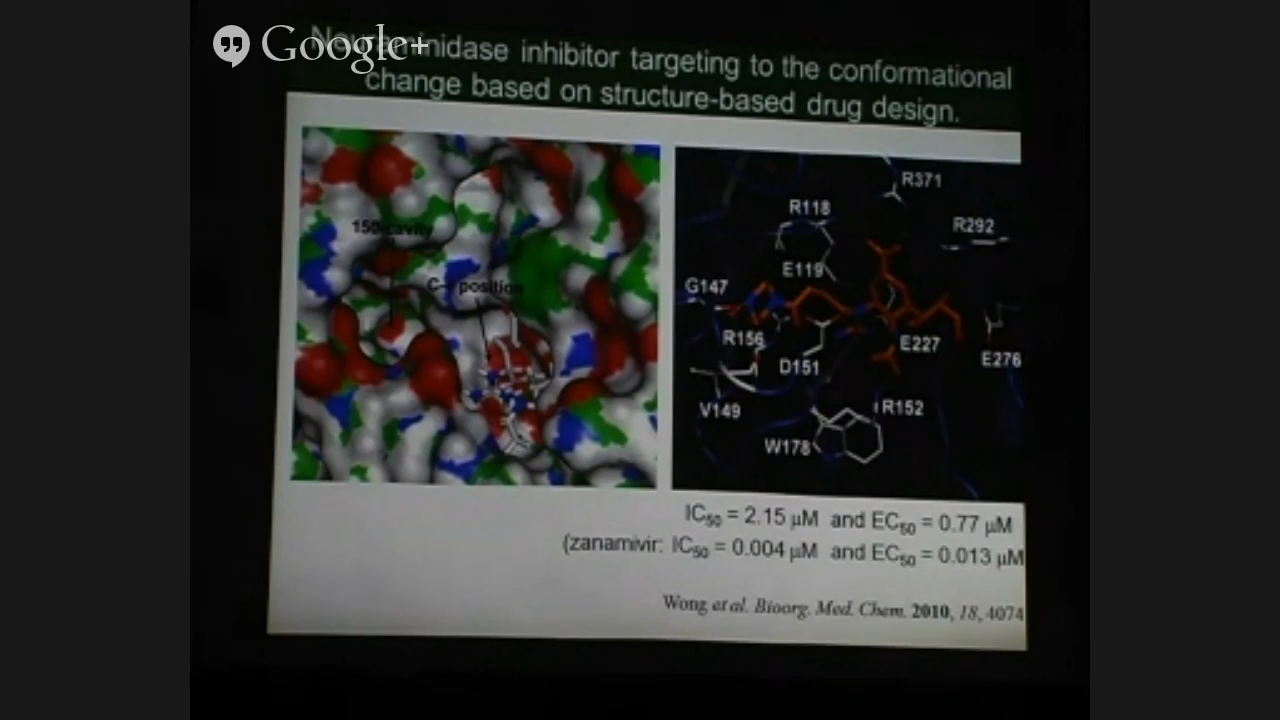 Google+
Neuraminidase inhibitor targeting to the conformational
change based on structure-based drug design.
150-cavity
position
R371
R118
R292
E119
G147
R156
E227
E276
D151
V149
R152
W178
IC50 = 2.15 µM and EC50 = 0.77 µM
(zanamivir: IC50 = 0.004 µM and EC50 = 0.013 µM
Wong et al. Bioorg. Med. Chem. 2010, 18, 4074